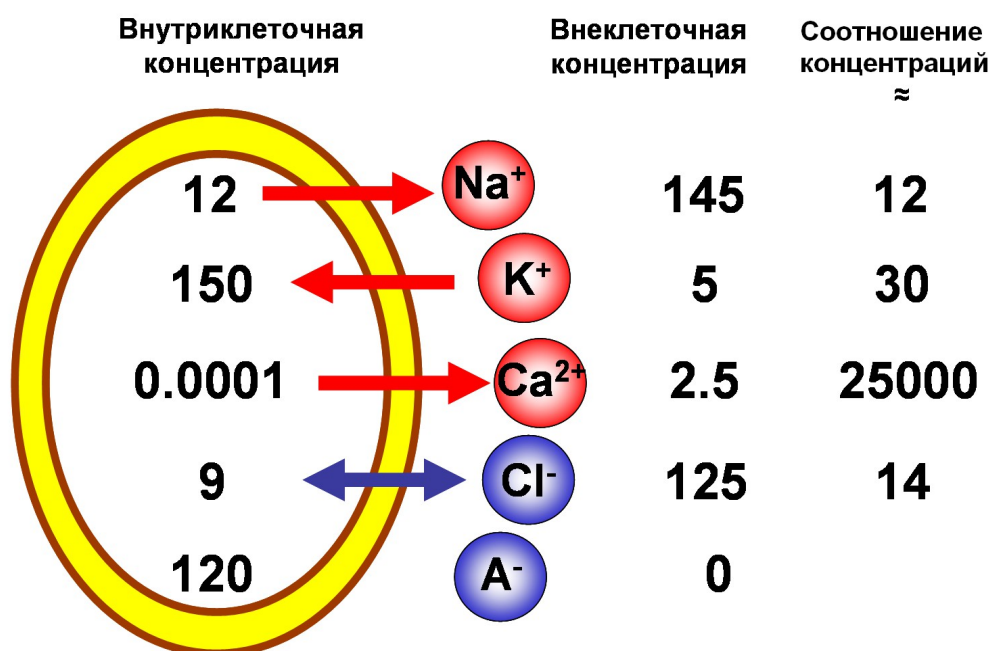 Внутриклеточная концентрация
Внеклеточная концентрация
Соотношение концентраций ≈
12 Na⁺ 145 12
150 K⁺ 5 30
0.0001 Ca²⁺ 2.5 25000
9 Cl⁻ 125 14
120 A⁻ 0